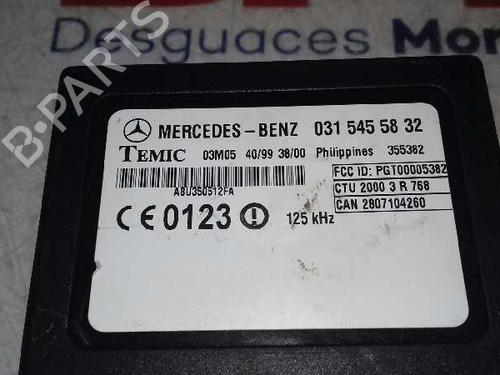 Desguaces Mor
MERCEDES-BENZ 031 545 58 32
TEMIC 03M05 40/99 38/00 Philippines 355382
FCC ID: PGT00005382
CTU 2000 3 R 768
A8U350512FA
CAN 2807104260
CE 0123
125 kHz
B-PARTS